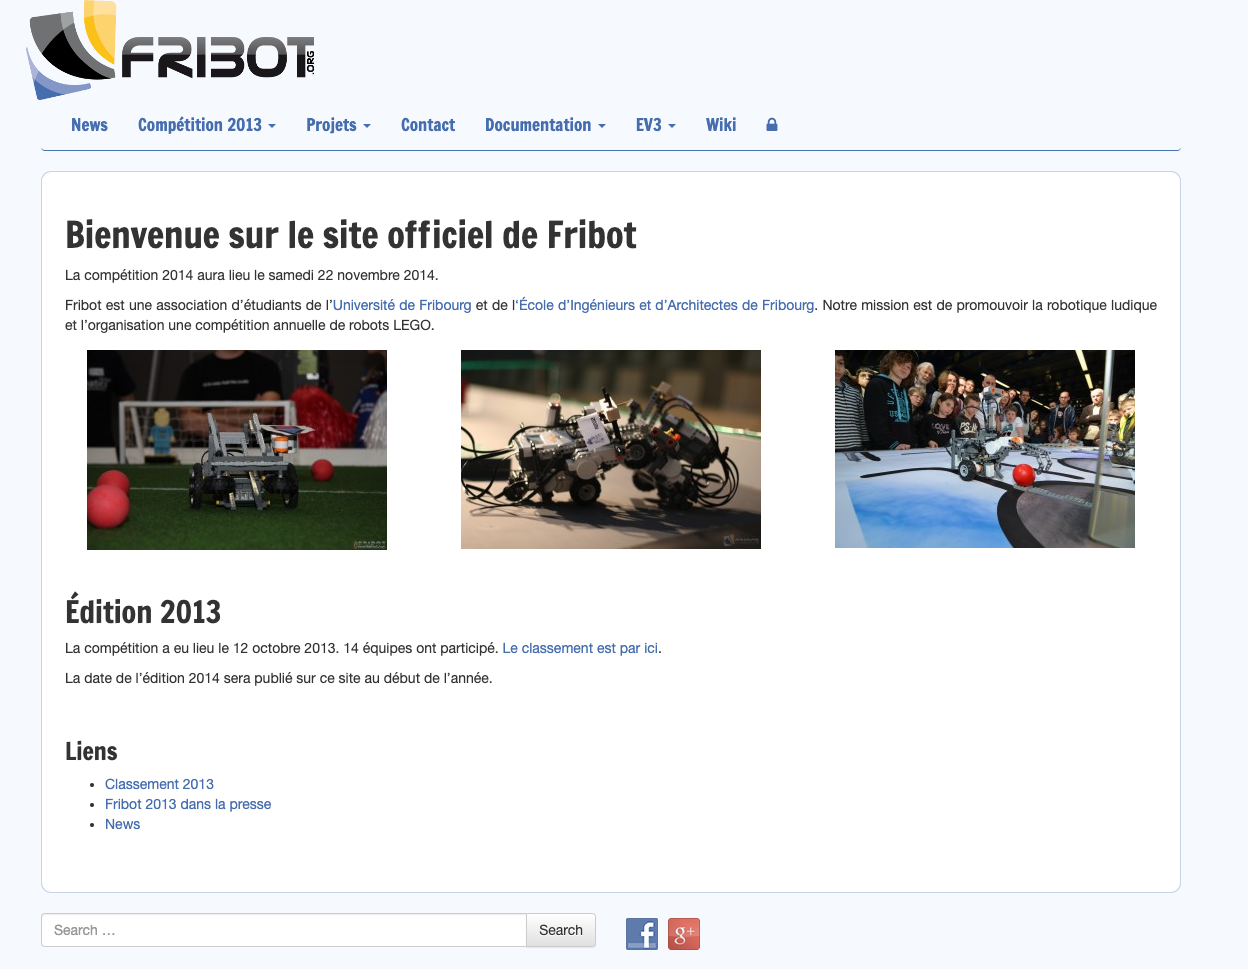 FRIBOT.ORG
News Compétition 2013 Projets Contact Documentation EV3 Wiki
Bienvenue sur le site officiel de Fribot
La compétition 2014 aura lieu le samedi 22 novembre 2014.
Fribot est une association d’étudiants de l’Université de Fribourg et de l‘École d’Ingénieurs et d’Architectes de Fribourg. Notre mission est de promouvoir la robotique ludique
et l’organisation une compétition annuelle de robots LEGO.
Édition 2013
La compétition a eu lieu le 12 octobre 2013. 14 équipes ont participé. Le classement est par ici.
La date de l’édition 2014 sera publié sur ce site au début de l’année.
Liens
Classement 2013
Fribot 2013 dans la presse
News
Search … Search f g+